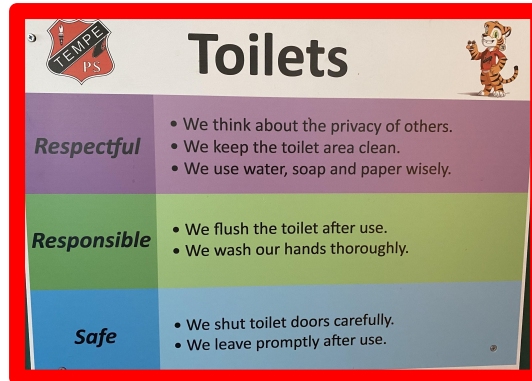 TEMPE
PS
Toilets
Respectful
• We think about the privacy of others.
• We keep the toilet area clean.
• We use water, soap and paper wisely.
Responsible
• We flush the toilet after use.
• We wash our hands thoroughly.
Safe
• We shut toilet doors carefully.
• We leave promptly after use.